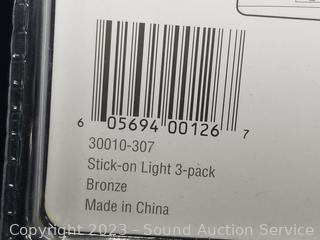 6 05694 00126 7
30010-307
Stick-on Light 3-pack
Bronze
Made in China
Copyright 2023 - Sound Auction Service